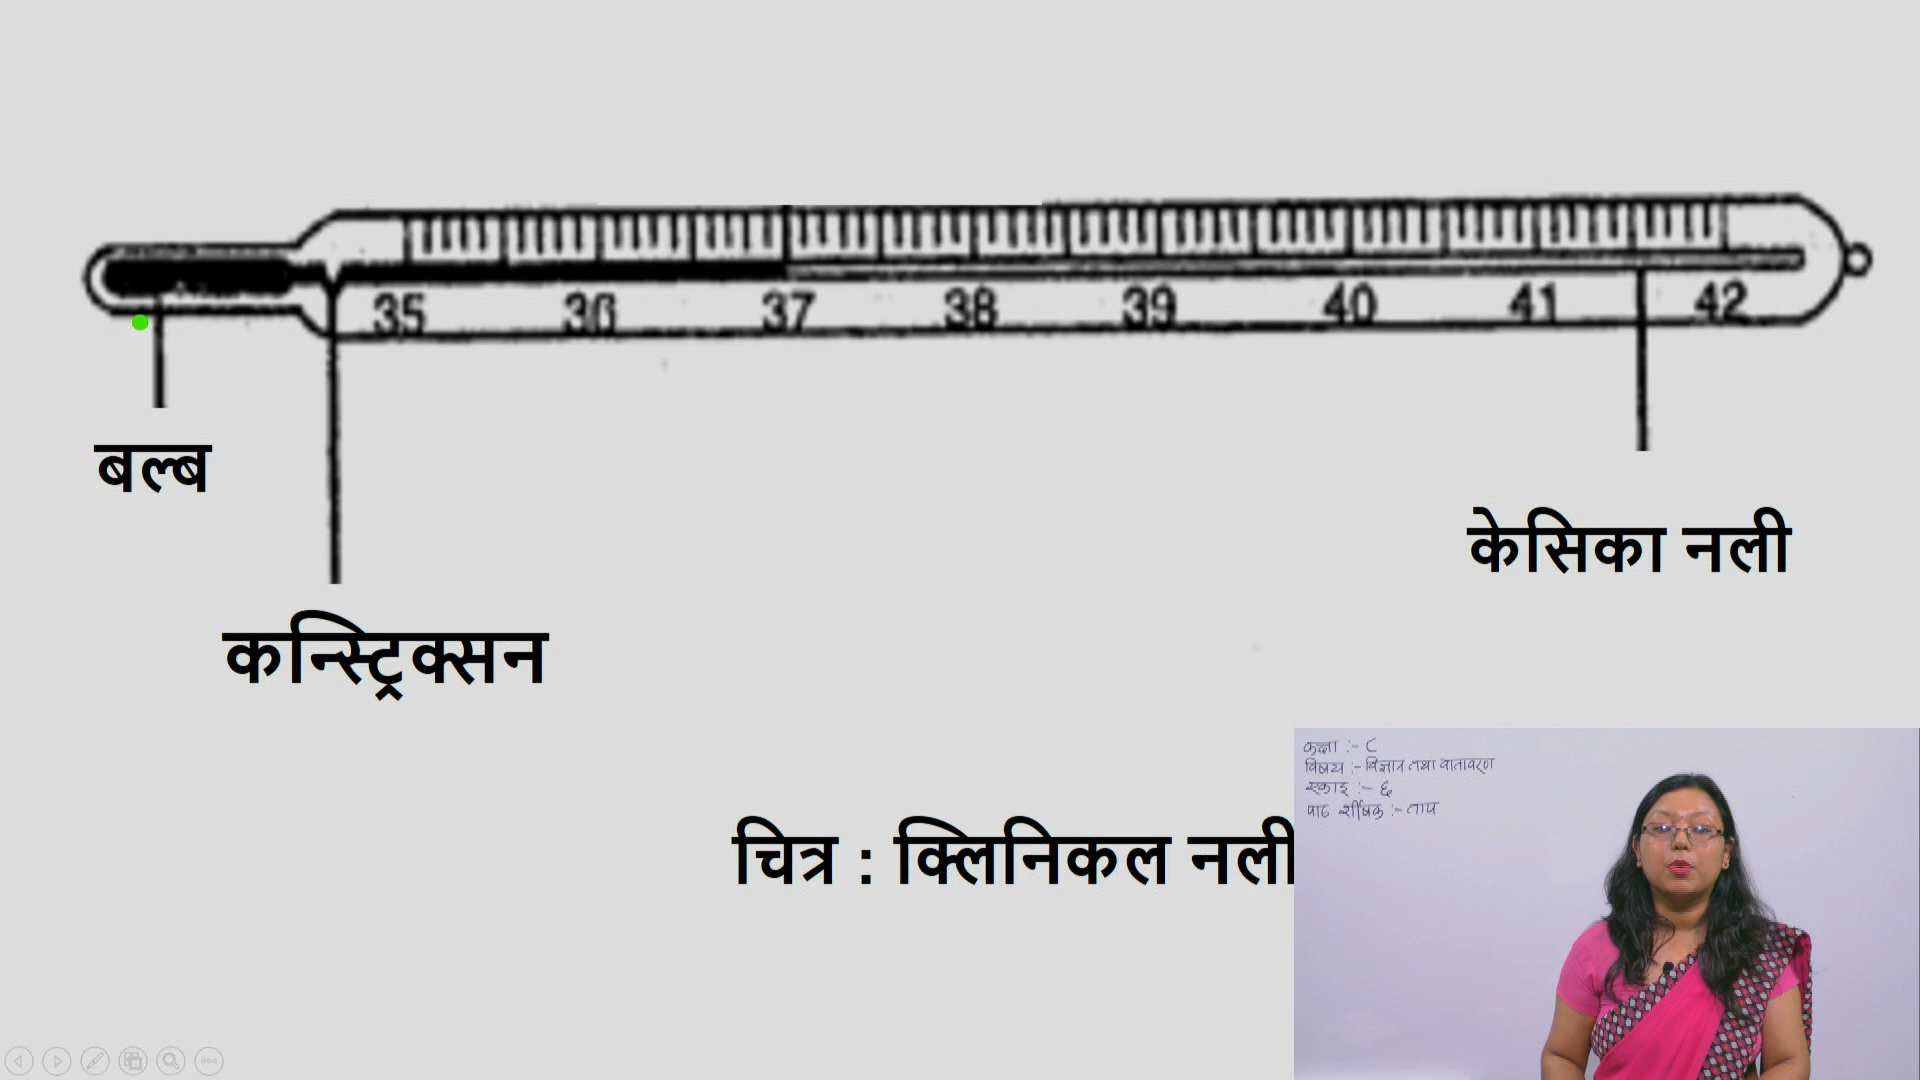 35 36 37 38 39 40 41 42
बल्ब
केसिका नली
कन्स्ट्रिक्सन
चित्र : क्लिनिकल नली
कक्षा :- ८
विषय :- विज्ञान तथा वातावरण
एकाइ :- ६
पाठ शीर्षक :- ताप